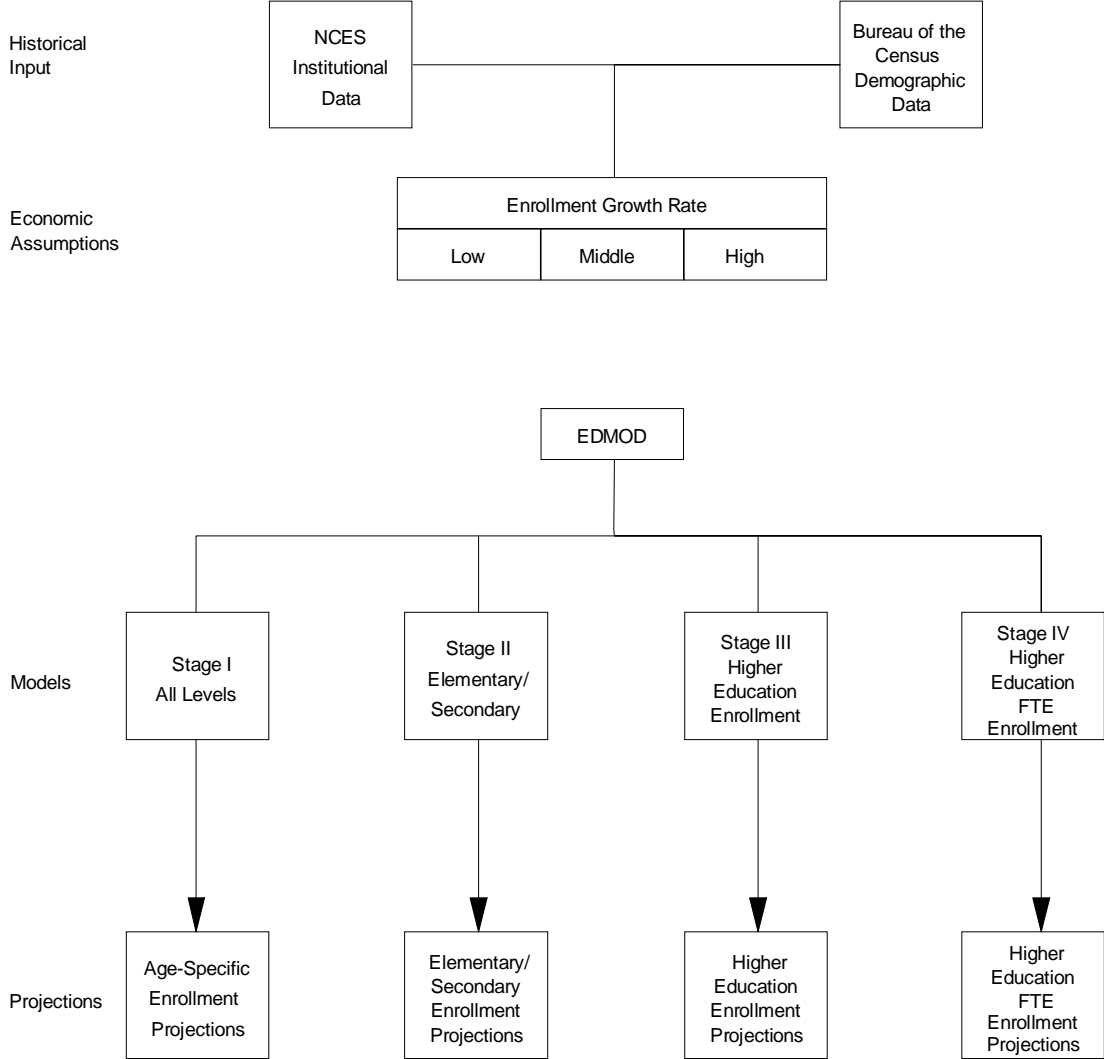 Historical
Input
NCES
Institutional
Data
Bureau of the
Census
Demographic
Data
Economic
Assumptions
Enrollment Growth Rate
Low
Middle
High
EDMOD
Models
Stage I
All Levels
Stage II
Elementary/
Secondary
Stage III
Higher
Education
Enrollment
Stage IV
Higher
Education
FTE
Enrollment
Projections
Age-Specific
Enrollment
Projections
Elementary/
Secondary
Enrollment
Projections
Higher
Education
Enrollment
Projections
Higher
Education
FTE
Enrollment
Projections